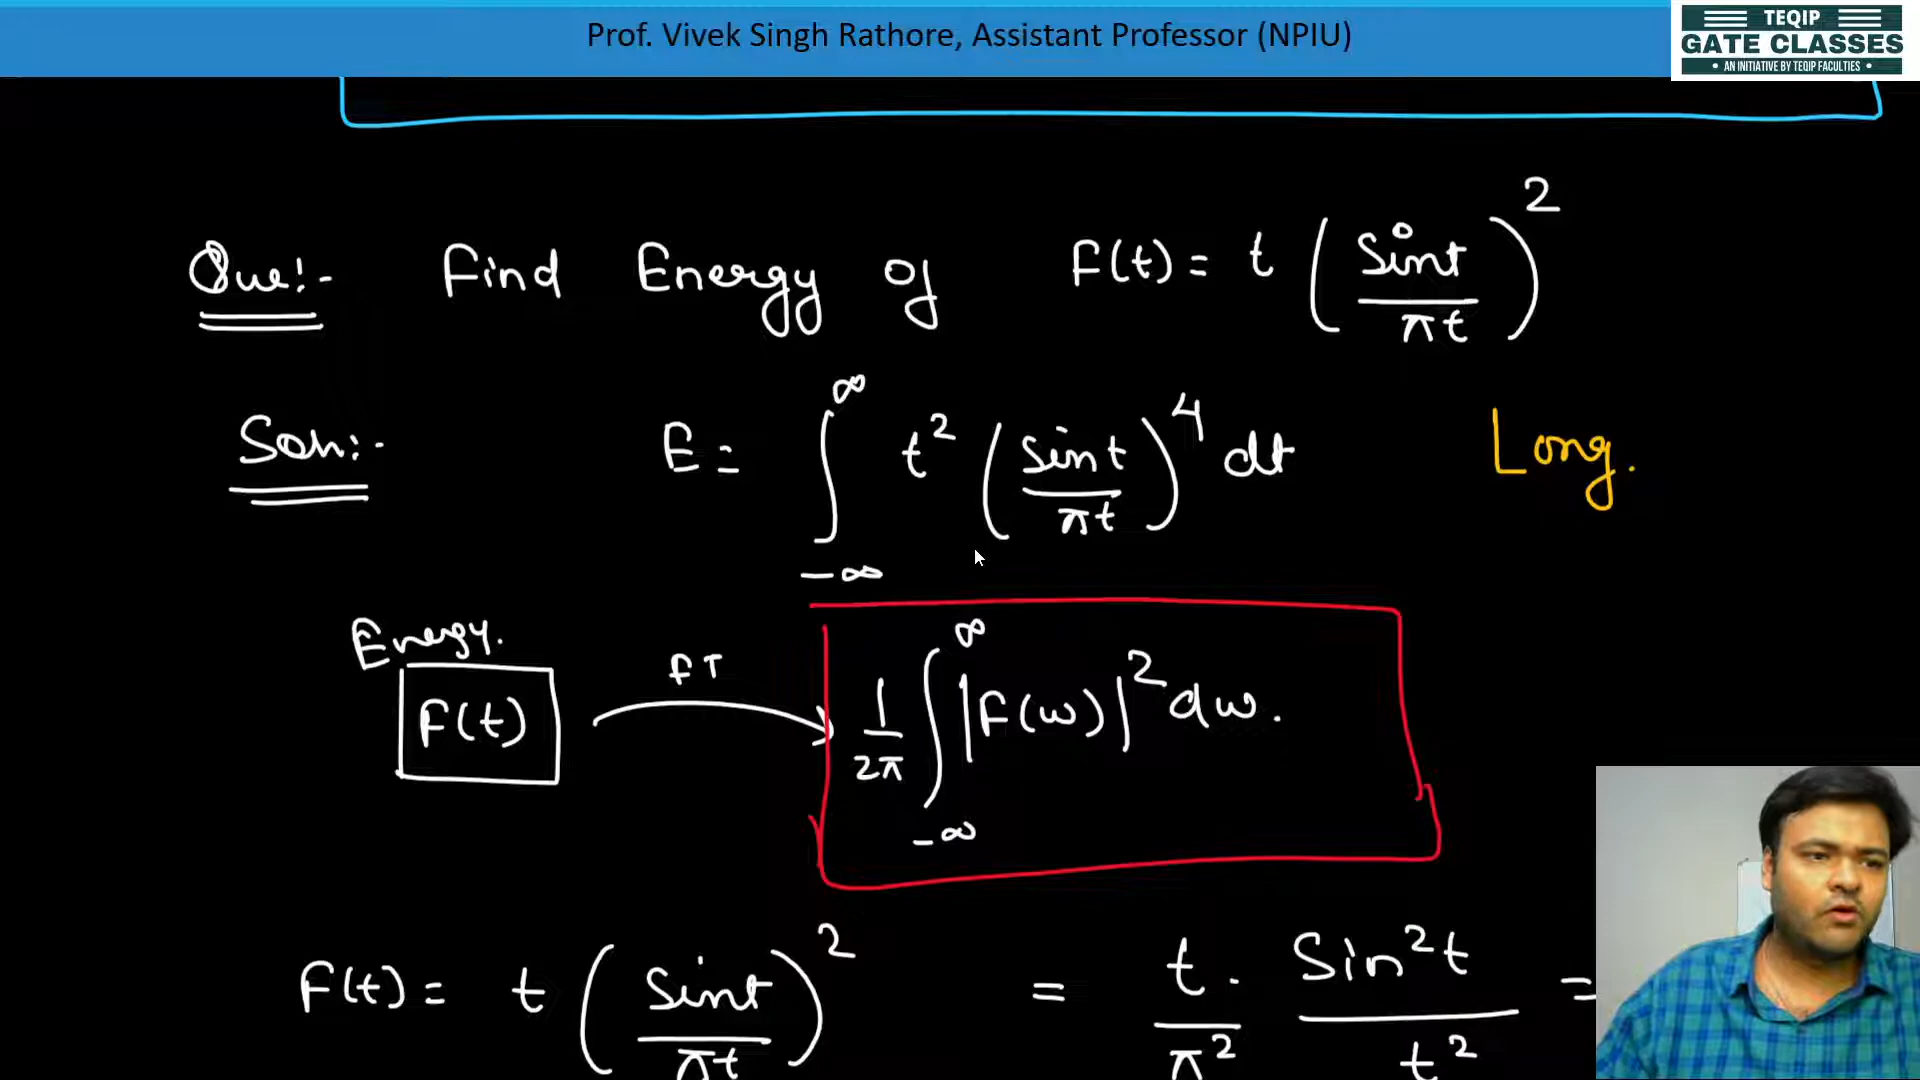 Prof. Vivek Singh Rathore, Assistant Professor (NPIU)
TEQIP
GATE CLASSES
• AN INITIATIVE BY TEQIP FACULTIES •
Que:- Find Energy of F(t) = t (sint/πt)²
Soln:- E = ∫_{-∞}^{∞} t² (sint/πt)⁴ dt Long.
Energy.
F(t) FT 1/2π ∫_{-∞}^{∞} |F(ω)|² dω.
F(t) = t (sint/πt)² = t/π² · Sin²t/t² =